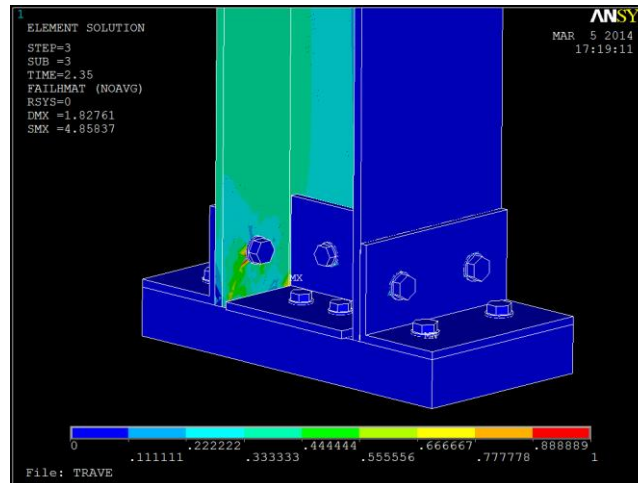 1
ELEMENT SOLUTION
STEP=3
SUB =3
TIME=2.35
FAILHMAT (NOAVG)
RSYS=0
DMX =1.82761
SMX =4.85837
ANSY
MAR 5 2014
17:19:11
MX
0
.111111
.222222
.333333
.444444
.555556
.666667
.777778
.888889
1
File: TRAVE